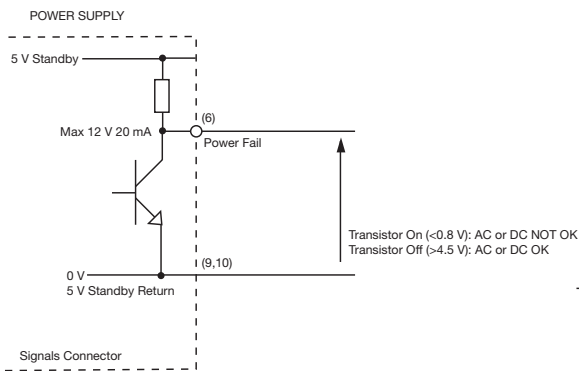 POWER SUPPLY
5 V Standby
(6)
Max 12 V 20 mA
Power Fail
Transistor On (<0.8 V): AC or DC NOT OK
Transistor Off (>4.5 V): AC or DC OK
(9,10)
0 V
5 V Standby Return
Signals Connector